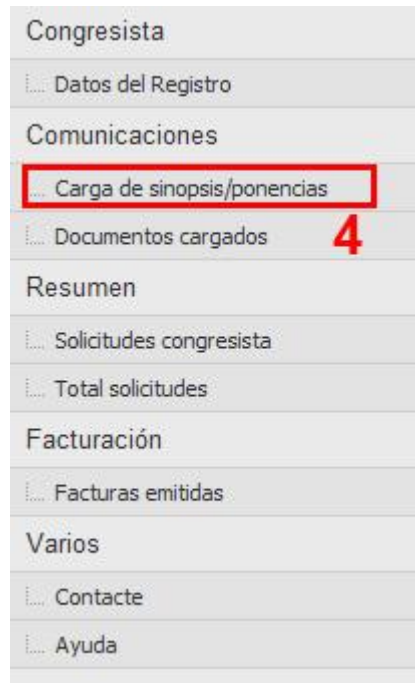 Congresista
Datos del Registro
Comunicaciones
Carga de sinopsis/ponencias
Documentos cargados
4
Resumen
Solicitudes congresista
Total solicitudes
Facturación
Facturas emitidas
Varios
Contacte
Ayuda